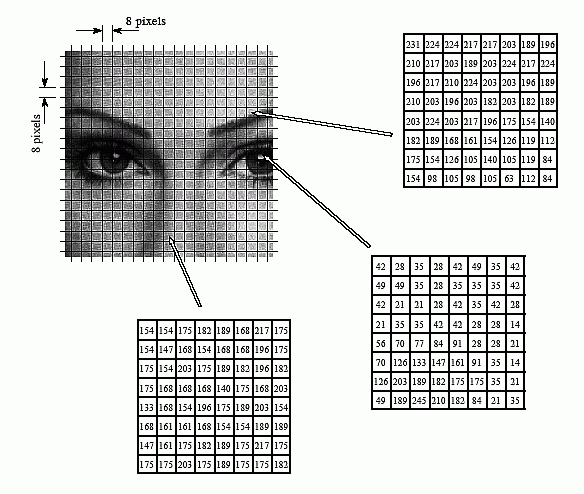 8 pixels
8 pixels
231 224 224 217 217 203 189 196
210 217 203 189 203 224 217 224
196 217 210 224 203 203 196 189
210 203 196 203 182 203 182 189
203 224 203 217 196 175 154 140
182 189 168 161 154 126 119 112
175 154 126 105 140 105 119 84
154 98 105 98 105 63 112 84
42 28 35 28 42 49 35 42
49 49 35 28 35 35 35 42
42 21 21 28 42 35 42 28
21 35 35 42 42 28 28 14
56 70 77 84 91 28 28 21
70 126 133 147 161 91 35 14
126 203 189 182 175 175 35 21
49 189 245 210 182 84 21 35
154 154 175 182 189 168 217 175
154 147 168 154 168 168 196 175
175 154 203 175 189 182 196 182
175 168 168 168 140 175 168 203
133 168 154 196 175 189 203 154
168 161 161 168 154 154 189 189
147 161 175 182 189 175 217 175
175 175 203 175 189 175 175 182